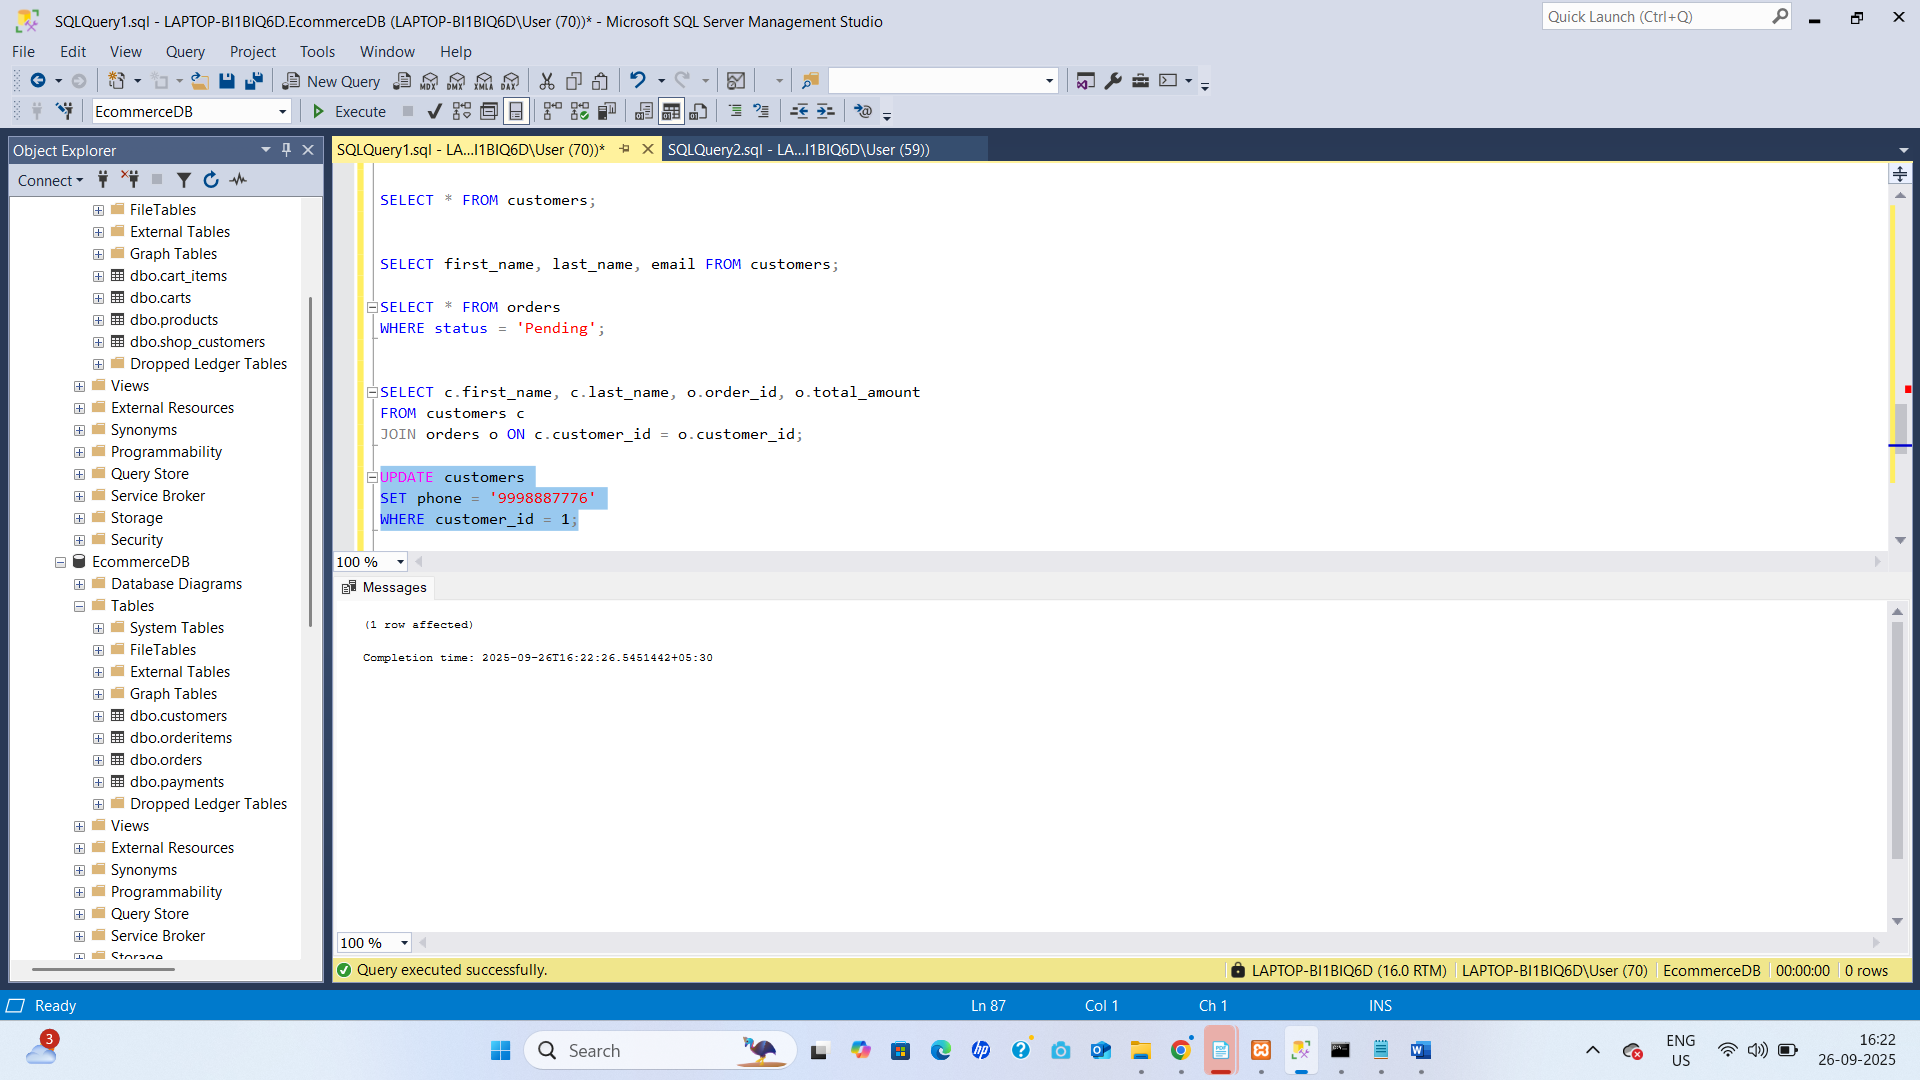 SQLQuery1.sql - LAPTOP-BI1BIQ6D.EcommerceDB (LAPTOP-BI1BIQ6D\User (70))* - Microsoft SQL Server Management Studio
Quick Launch (Ctrl+Q)
File Edit View Query Project Tools Window Help
New Query
MDX DMX XMLA DAX
EcommerceDB
Execute
Object Explorer
Connect
FileTables
External Tables
Graph Tables
dbo.cart_items
dbo.carts
dbo.products
dbo.shop_customers
Dropped Ledger Tables
Views
External Resources
Synonyms
Programmability
Query Store
Service Broker
Storage
Security
EcommerceDB
Database Diagrams
Tables
System Tables
FileTables
External Tables
Graph Tables
dbo.customers
dbo.orderitems
dbo.orders
dbo.payments
Dropped Ledger Tables
Views
External Resources
Synonyms
Programmability
Query Store
Service Broker
Storage
SQLQuery1.sql - LA...I1BIQ6D\User (70))*
SQLQuery2.sql - LA...I1BIQ6D\User (59))
SELECT * FROM customers;
SELECT first_name, last_name, email FROM customers;
SELECT * FROM orders
WHERE status = 'Pending';
SELECT c.first_name, c.last_name, o.order_id, o.total_amount
FROM customers c
JOIN orders o ON c.customer_id = o.customer_id;
UPDATE customers
SET phone = '9998887776'
WHERE customer_id = 1;
100 %
Messages
(1 row affected)
Completion time: 2025-09-26T16:22:26.5451442+05:30
100 %
Query executed successfully.
LAPTOP-BI1BIQ6D (16.0 RTM) LAPTOP-BI1BIQ6D\User (70) EcommerceDB 00:00:00 0 rows
Ready
Ln 87 Col 1 Ch 1 INS
3
Search
hp
ENG
US
16:22
26-09-2025